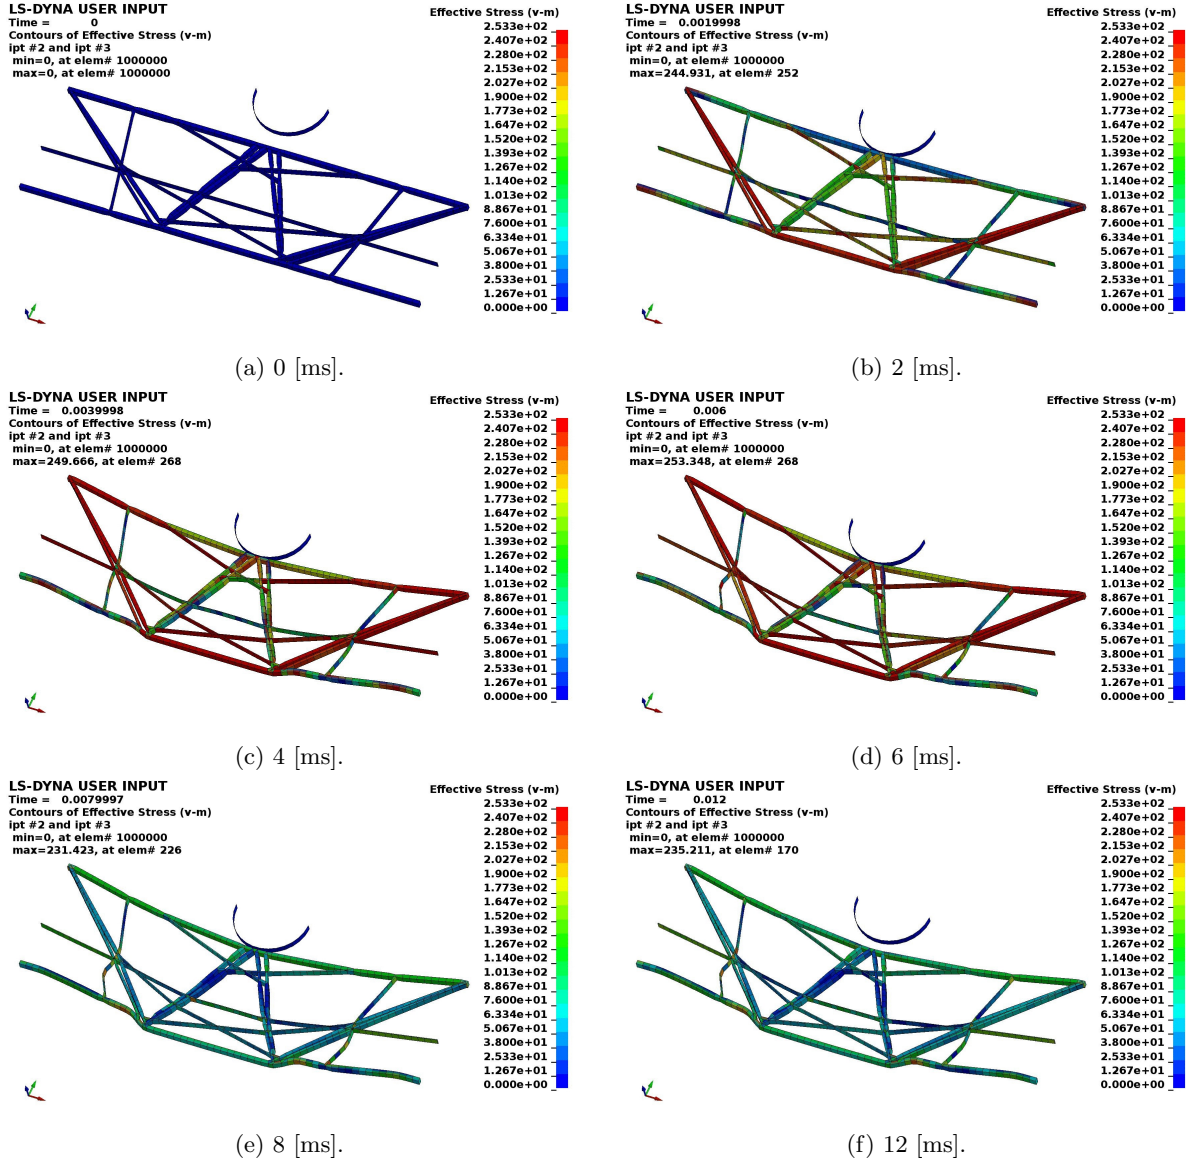 LS-DYNA USER INPUT
Time = 0
Contours of Effective Stress (v-m)
ipt #2 and ipt #3
min=0, at elem# 1000000
max=0, at elem# 1000000
Effective Stress (v-m)
2.533e+02
2.407e+02
2.280e+02
2.153e+02
2.027e+02
1.900e+02
1.773e+02
1.647e+02
1.520e+02
1.393e+02
1.267e+02
1.140e+02
1.013e+02
8.867e+01
7.600e+01
6.334e+01
5.067e+01
3.800e+01
2.533e+01
1.267e+01
0.000e+00
(a) 0 [ms].
LS-DYNA USER INPUT
Time = 0.0019998
Contours of Effective Stress (v-m)
ipt #2 and ipt #3
min=0, at elem# 1000000
max=244.931, at elem# 252
Effective Stress (v-m)
2.533e+02
2.407e+02
2.280e+02
2.153e+02
2.027e+02
1.900e+02
1.773e+02
1.647e+02
1.520e+02
1.393e+02
1.267e+02
1.140e+02
1.013e+02
8.867e+01
7.600e+01
6.334e+01
5.067e+01
3.800e+01
2.533e+01
1.267e+01
0.000e+00
(b) 2 [ms].
LS-DYNA USER INPUT
Time = 0.0039998
Contours of Effective Stress (v-m)
ipt #2 and ipt #3
min=0, at elem# 1000000
max=249.666, at elem# 268
Effective Stress (v-m)
2.533e+02
2.407e+02
2.280e+02
2.153e+02
2.027e+02
1.900e+02
1.773e+02
1.647e+02
1.520e+02
1.393e+02
1.267e+02
1.140e+02
1.013e+02
8.867e+01
7.600e+01
6.334e+01
5.067e+01
3.800e+01
2.533e+01
1.267e+01
0.000e+00
(c) 4 [ms].
LS-DYNA USER INPUT
Time = 0.006
Contours of Effective Stress (v-m)
ipt #2 and ipt #3
min=0, at elem# 1000000
max=253.348, at elem# 268
Effective Stress (v-m)
2.533e+02
2.407e+02
2.280e+02
2.153e+02
2.027e+02
1.900e+02
1.773e+02
1.647e+02
1.520e+02
1.393e+02
1.267e+02
1.140e+02
1.013e+02
8.867e+01
7.600e+01
6.334e+01
5.067e+01
3.800e+01
2.533e+01
1.267e+01
0.000e+00
(d) 6 [ms].
LS-DYNA USER INPUT
Time = 0.0079997
Contours of Effective Stress (v-m)
ipt #2 and ipt #3
min=0, at elem# 1000000
max=231.423, at elem# 226
Effective Stress (v-m)
2.533e+02
2.407e+02
2.280e+02
2.153e+02
2.027e+02
1.900e+02
1.773e+02
1.647e+02
1.520e+02
1.393e+02
1.267e+02
1.140e+02
1.013e+02
8.867e+01
7.600e+01
6.334e+01
5.067e+01
3.800e+01
2.533e+01
1.267e+01
0.000e+00
(e) 8 [ms].
LS-DYNA USER INPUT
Time = 0.012
Contours of Effective Stress (v-m)
ipt #2 and ipt #3
min=0, at elem# 1000000
max=235.211, at elem# 170
Effective Stress (v-m)
2.533e+02
2.407e+02
2.280e+02
2.153e+02
2.027e+02
1.900e+02
1.773e+02
1.647e+02
1.520e+02
1.393e+02
1.267e+02
1.140e+02
1.013e+02
8.867e+01
7.600e+01
6.334e+01
5.067e+01
3.800e+01
2.533e+01
1.267e+01
0.000e+00
(f) 12 [ms].